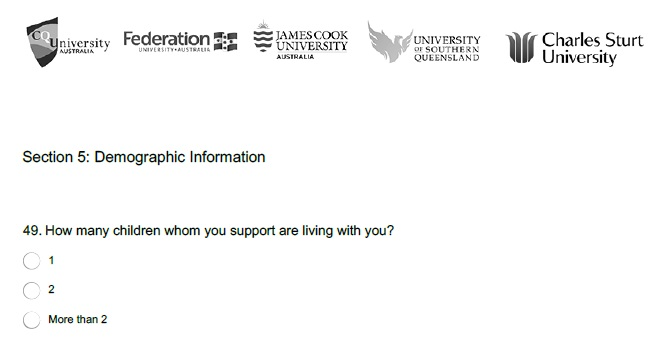 CQUniversity
AUSTRALIA
Federation
UNIVERSITY•AUSTRALIA
JAMES COOK
UNIVERSITY
AUSTRALIA
UNIVERSITY
OF SOUTHERN
QUEENSLAND
Charles Sturt
University
Section 5: Demographic Information
49. How many children whom you support are living with you?
1
2
More than 2